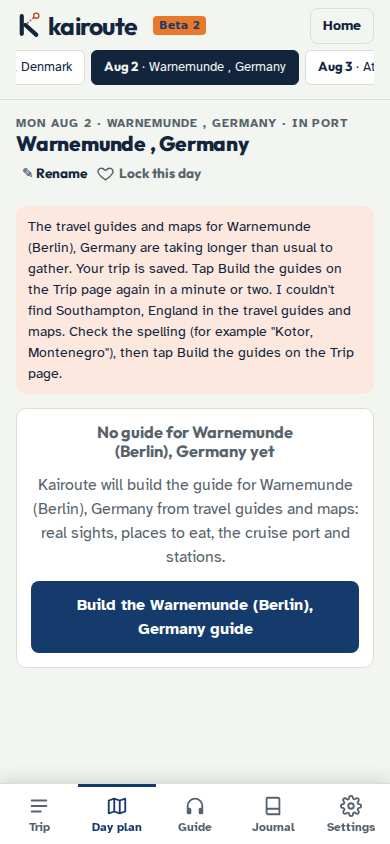 kairoute
Beta 2
Home
Denmark
Aug 2 · Warnemunde , Germany
Aug 3 · At
MON AUG 2 · WARNEMUNDE , GERMANY · IN PORT
Warnemunde , Germany
✎ Rename
Lock this day
The travel guides and maps for Warnemunde
(Berlin), Germany are taking longer than usual to
gather. Your trip is saved. Tap Build the guides on
the Trip page again in a minute or two. I couldn't
find Southampton, England in the travel guides and
maps. Check the spelling (for example "Kotor,
Montenegro"), then tap Build the guides on the Trip
page.
No guide for Warnemunde
(Berlin), Germany yet
Kairoute will build the guide for Warnemunde
(Berlin), Germany from travel guides and maps:
real sights, places to eat, the cruise port and
stations.
Build the Warnemunde (Berlin),
Germany guide
Trip
Day plan
Guide
Journal
Settings